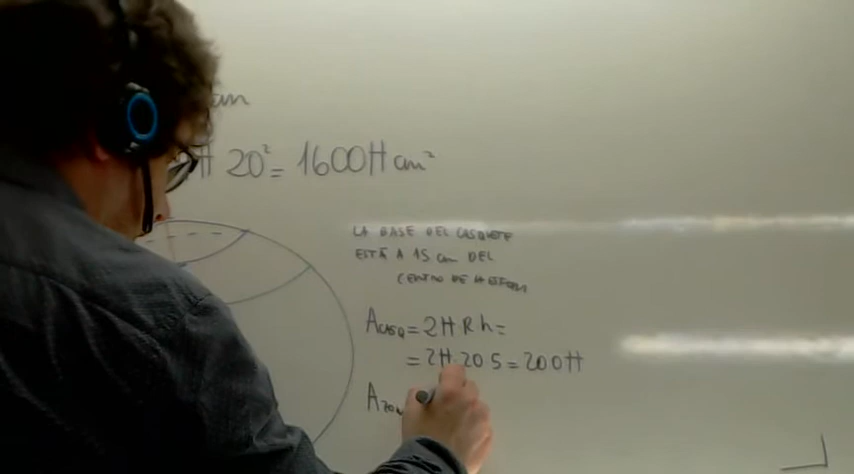 cm
π 20² = 1600π cm²
LA BASE DEL CASQUETE
ESTÁ A 15 cm DEL
CENTRO DE LA ESFERA
A_CASQ = 2π R h =
= 2π 20 5 = 200π
A_ZON